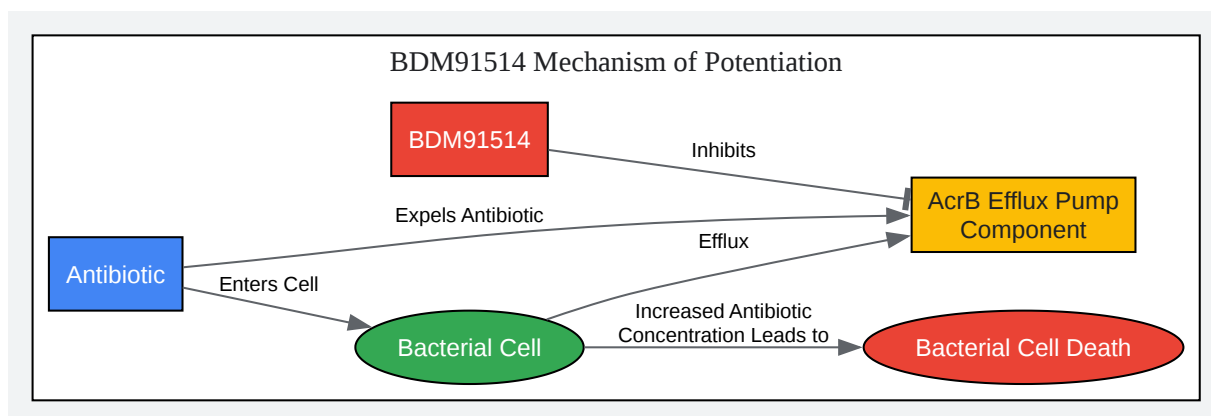 BDM91514 Mechanism of Potentiation
BDM91514
Inhibits
AcrB Efflux Pump
Component
Expels Antibiotic
Efflux
Antibiotic
Enters Cell
Increased Antibiotic
Concentration Leads to
Bacterial Cell
Bacterial Cell Death